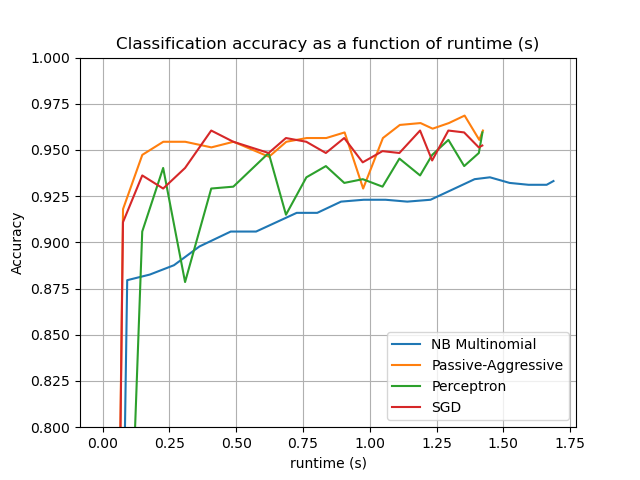 Classification accuracy as a function of runtime (s)
1.000
0.975
0.950
0.925
0.900
0.875
0.850
0.825
0.800
Accuracy
NB Multinomial
Passive-Aggressive
Perceptron
SGD
0.00 0.25 0.50 0.75 1.00 1.25 1.50 1.75
runtime (s)